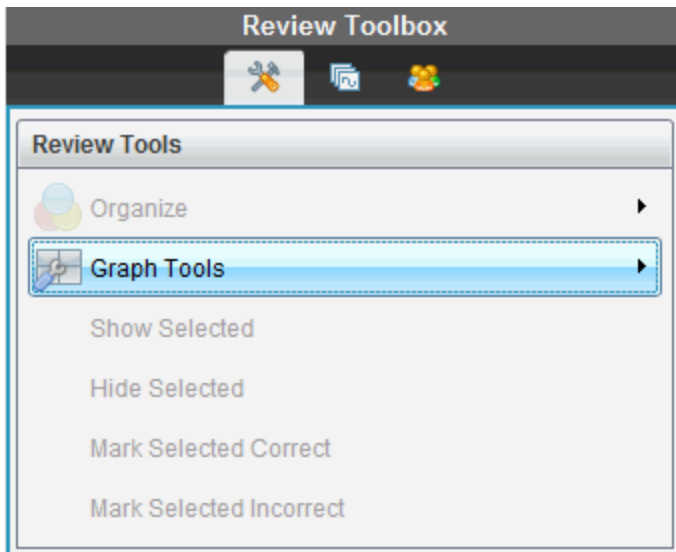 Review Toolbox
Review Tools
Organize
Graph Tools
Show Selected
Hide Selected
Mark Selected Correct
Mark Selected Incorrect